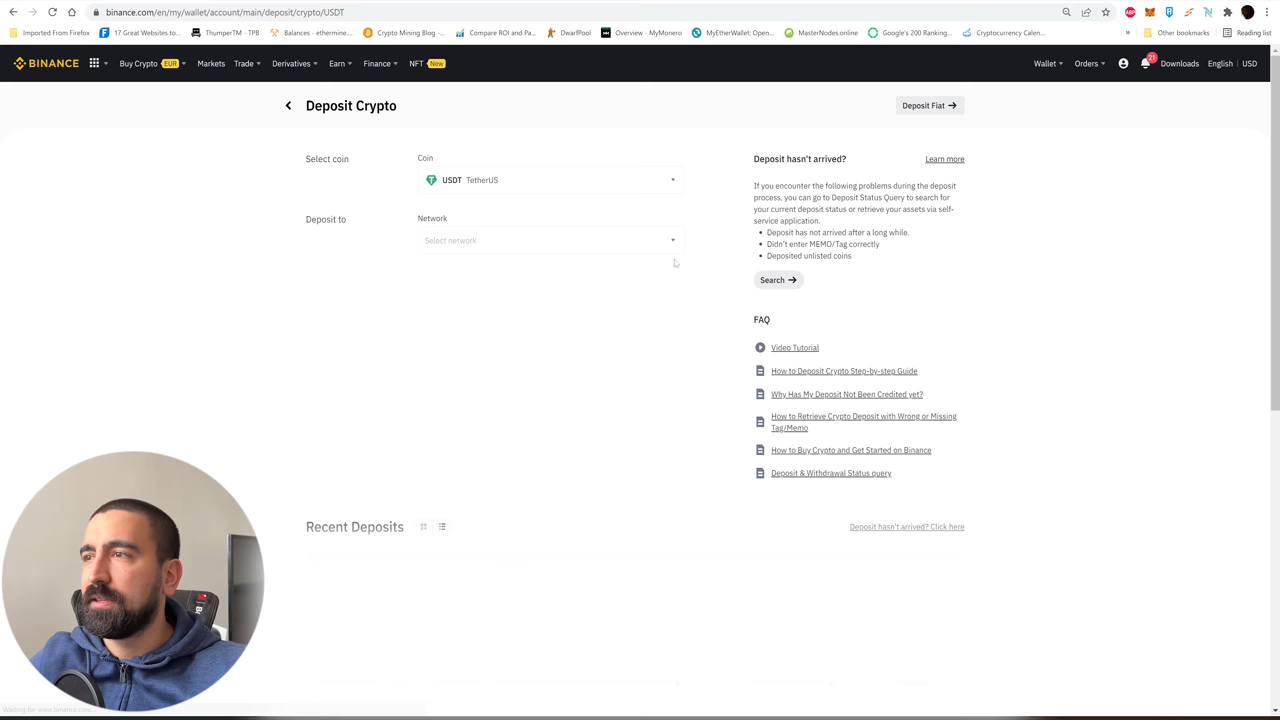 binance.com/en/my/wallet/account/main/deposit/crypto/USDT
ABP
Imported From Firefox
17 Great Websites to...
ThumperTM - TPB
Balances - ethermine...
Crypto Mining Blog -...
Compare ROI and Pa...
DwarfPool
Overview - MyMonero
MyEtherWallet: Open...
MasterNodes.online
Google's 200 Ranking...
Cryptocurrency Calen...
»
Other bookmarks
Reading list
BINANCE
Buy Crypto EUR
Markets
Trade
Derivatives
Earn
Finance
NFT New
Wallet
Orders
21
Downloads
English
USD
Deposit Crypto
Deposit Fiat
Select coin
Coin
USDT TetherUS
Deposit to
Network
Select network
Deposit hasn't arrived?
Learn more
If you encounter the following problems during the deposit
process, you can go to Deposit Status Query to search for
your current deposit status or retrieve your assets via self-
service application.
• Deposit has not arrived after a long while.
• Didn't enter MEMO/Tag correctly
• Deposited unlisted coins
Search
FAQ
Video Tutorial
How to Deposit Crypto Step-by-step Guide
Why Has My Deposit Not Been Credited yet?
How to Retrieve Crypto Deposit with Wrong or Missing
Tag/Memo
How to Buy Crypto and Get Started on Binance
Deposit & Withdrawal Status query
Recent Deposits
Deposit hasn't arrived? Click here
Waiting for www.binance.com...